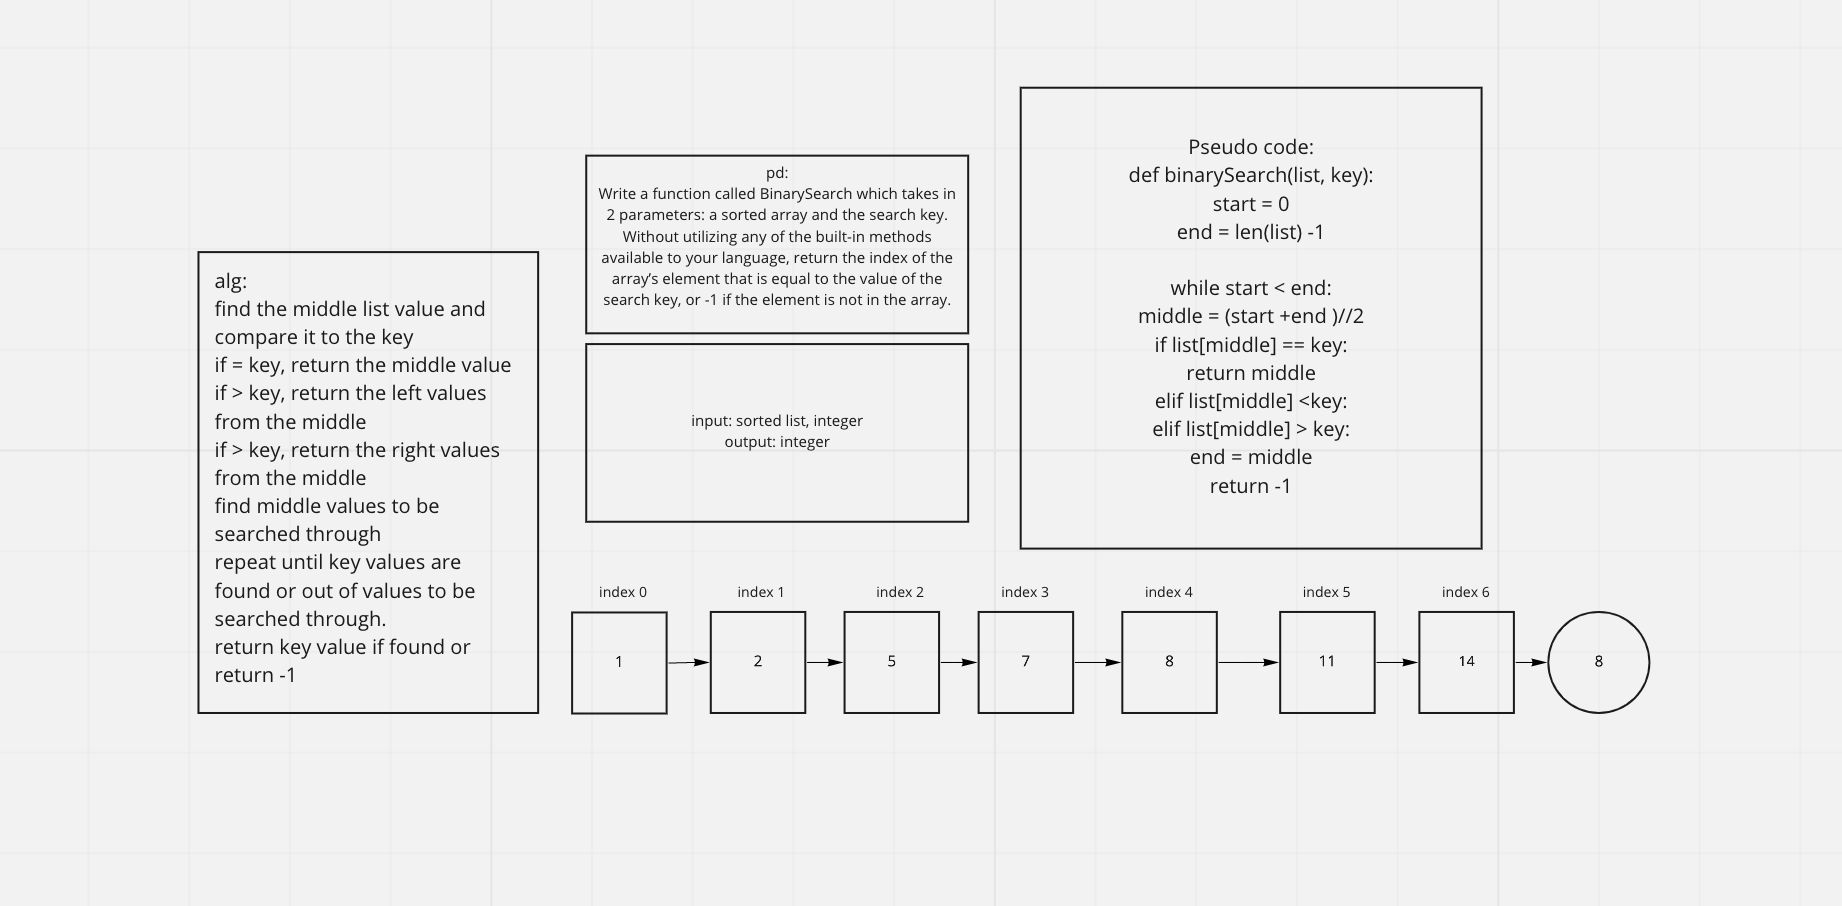 alg:
find the middle list value and
compare it to the key
if = key, return the middle value
if > key, return the left values
from the middle
if > key, return the right values
from the middle
find middle values to be
searched through
repeat until key values are
found or out of values to be
searched through.
return key value if found or
return -1
pd:
Write a function called BinarySearch which takes in
2 parameters: a sorted array and the search key.
Without utilizing any of the built-in methods
available to your language, return the index of the
array’s element that is equal to the value of the
search key, or -1 if the element is not in the array.
input: sorted list, integer
output: integer
Pseudo code:
def binarySearch(list, key):
start = 0
end = len(list) -1
while start < end:
middle = (start +end )//2
if list[middle] == key:
return middle
elif list[middle] <key:
elif list[middle] > key:
end = middle
return -1
index 0 index 1 index 2 index 3 index 4 index 5 index 6
1 2 5 7 8 11 14 8